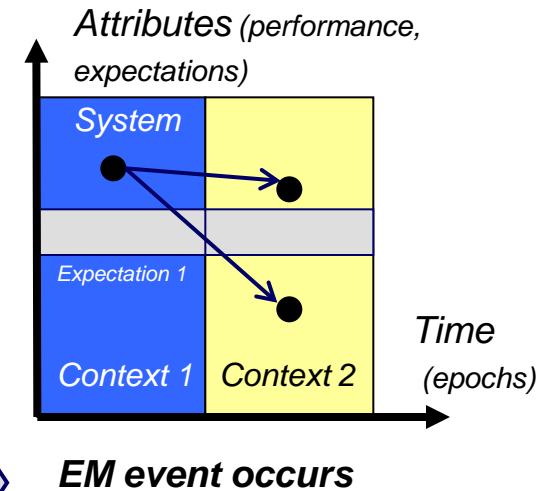 Attributes (performance,
expectations)
System
Expectation 1
Context 1 Context 2
Time
(epochs)
EM event occurs